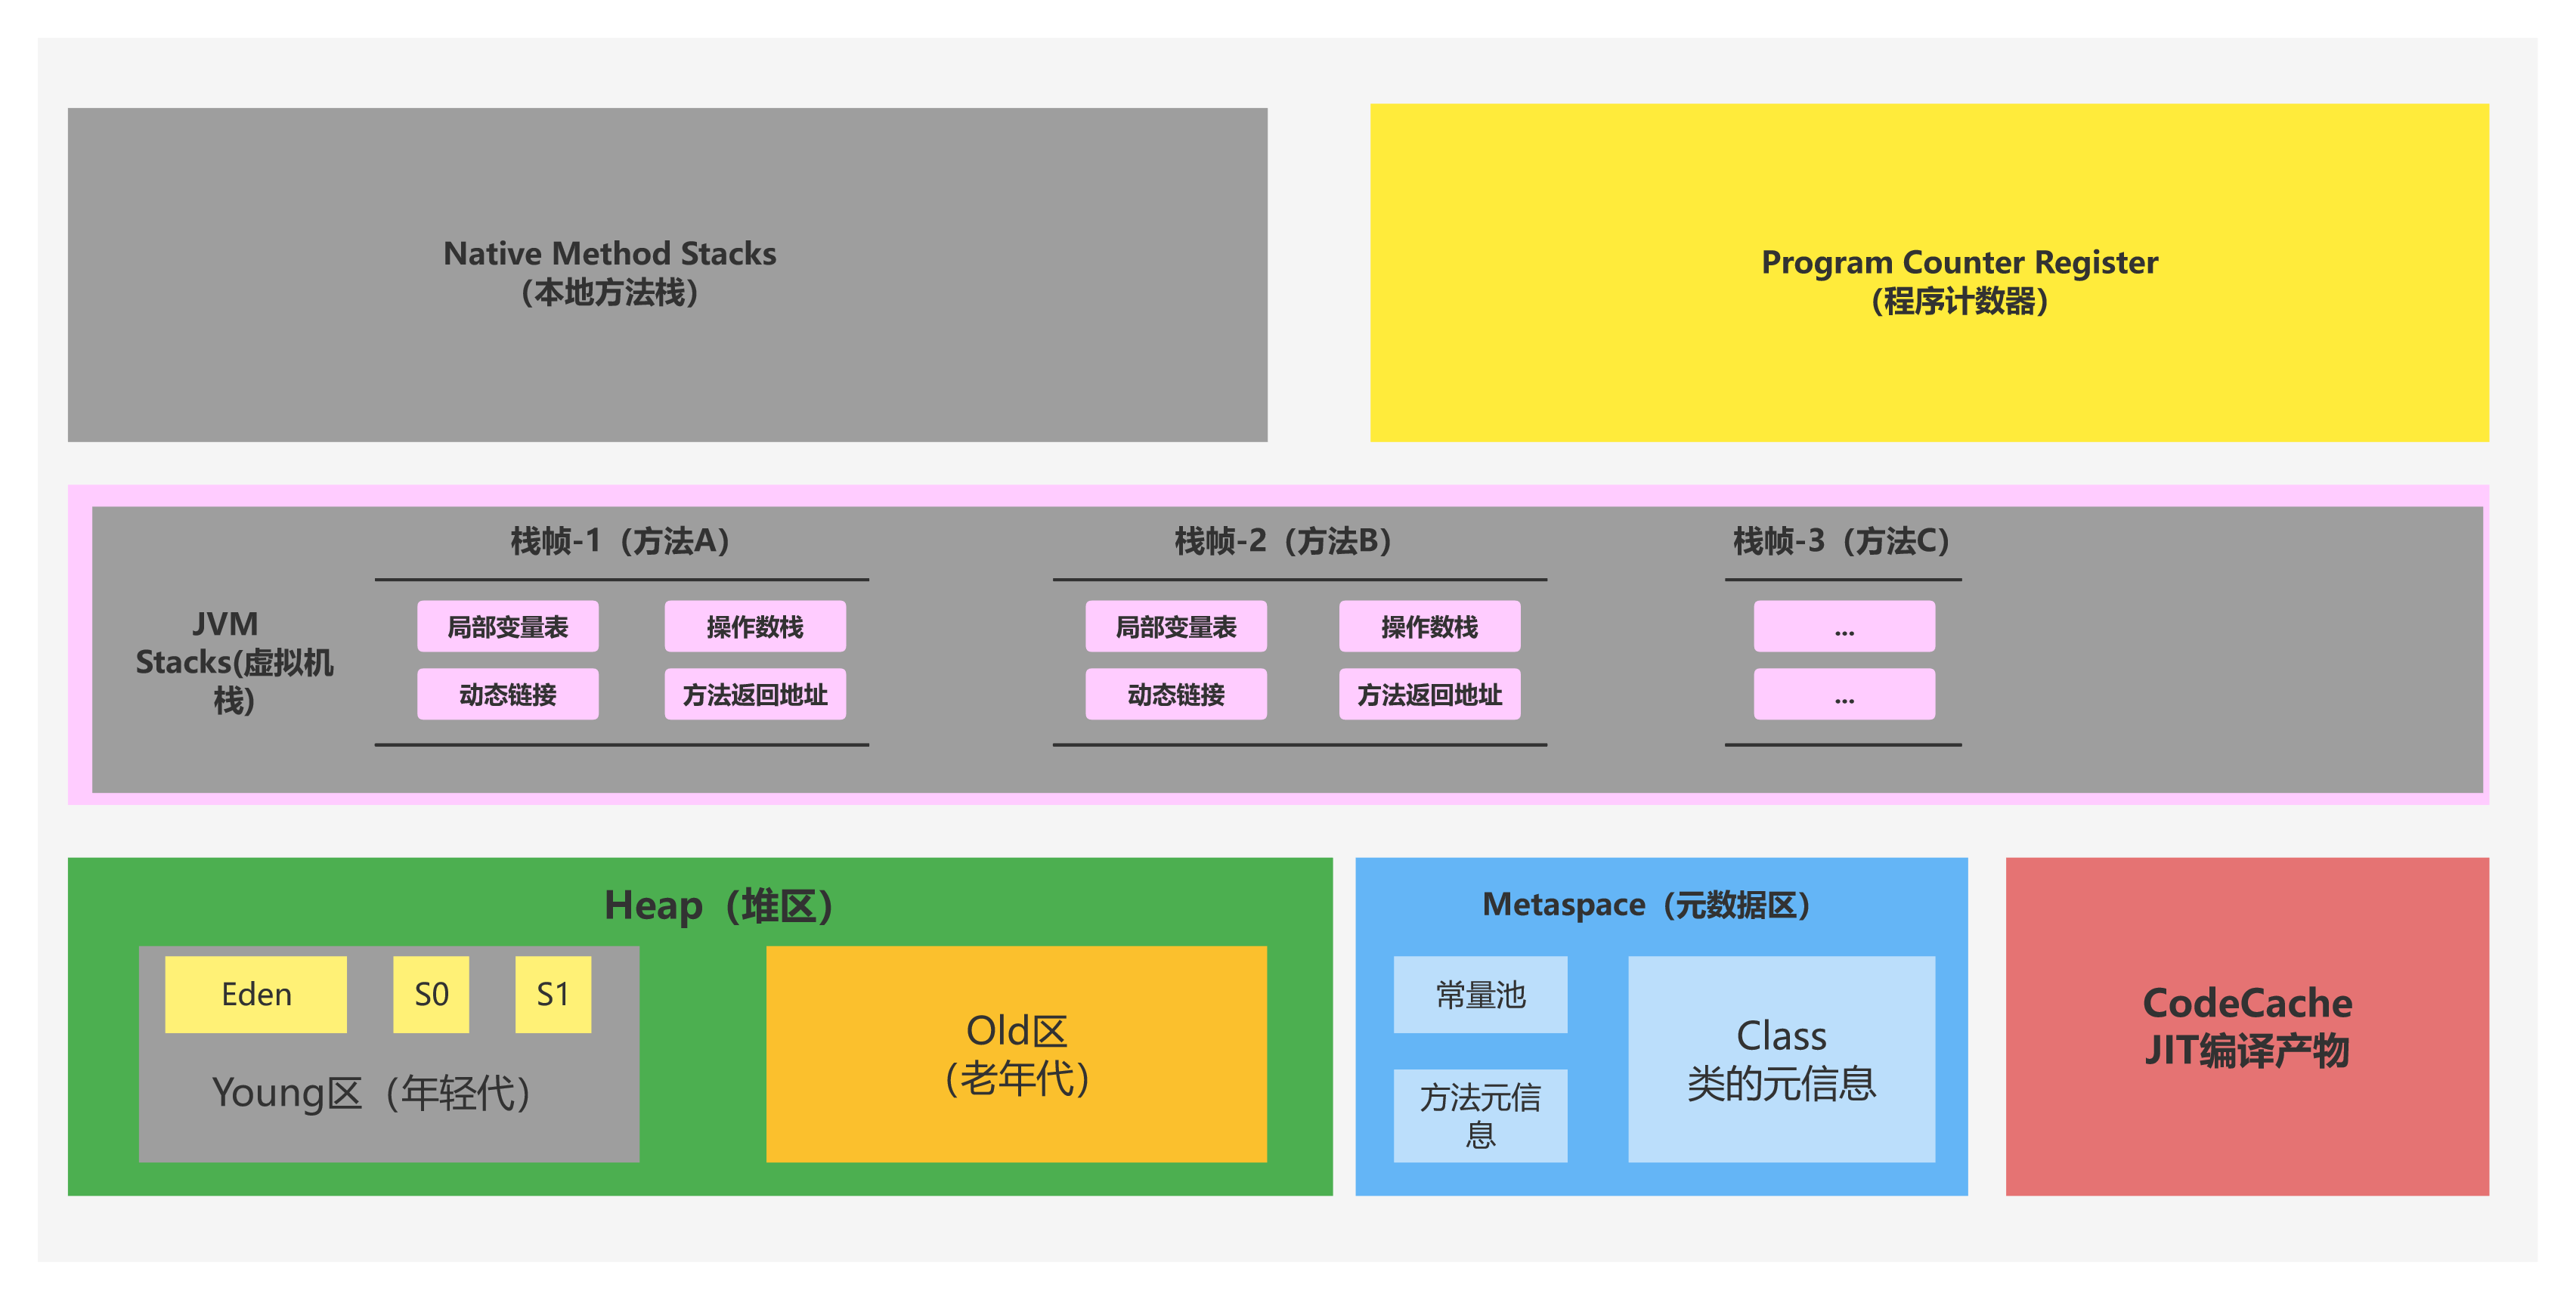 Native Method Stacks
（本地方法栈）
Program Counter Register
（程序计数器）
栈帧-1（方法A）
栈帧-2（方法B）
栈帧-3（方法C）
JVM
Stacks(虚拟机
栈)
局部变量表
操作数栈
动态链接
方法返回地址
局部变量表
操作数栈
动态链接
方法返回地址
...
...
Heap（堆区）
Eden
S0
S1
Young区（年轻代）
Old区
（老年代）
Metaspace（元数据区）
常量池
方法元信
息
Class
类的元信息
CodeCache
JIT编译产物